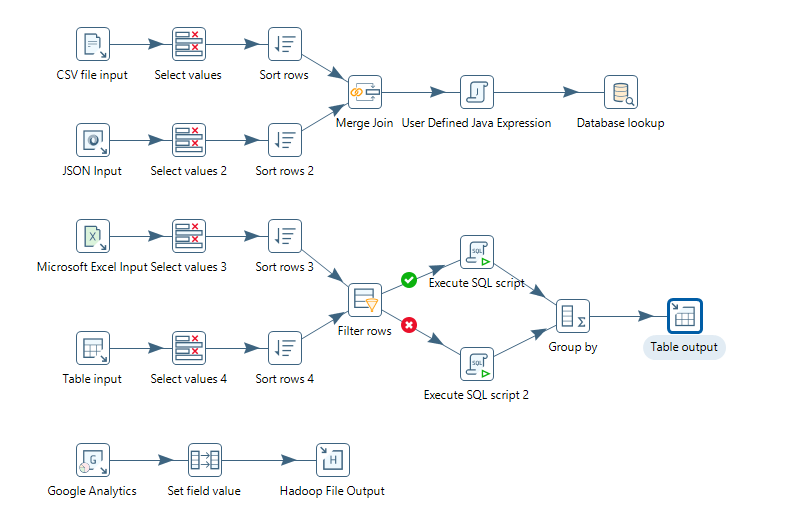 CSV file input
Select values
Sort rows
Merge Join
User Defined Java Expression
Database lookup
JSON Input
Select values 2
Sort rows 2
Microsoft Excel Input
Select values 3
Sort rows 3
X
SQL
Execute SQL script
Filter rows
Group by
Σ
Table output
Table input
Select values 4
Sort rows 4
SQL
Execute SQL script 2
G
H
Google Analytics
Set field value
Hadoop File Output